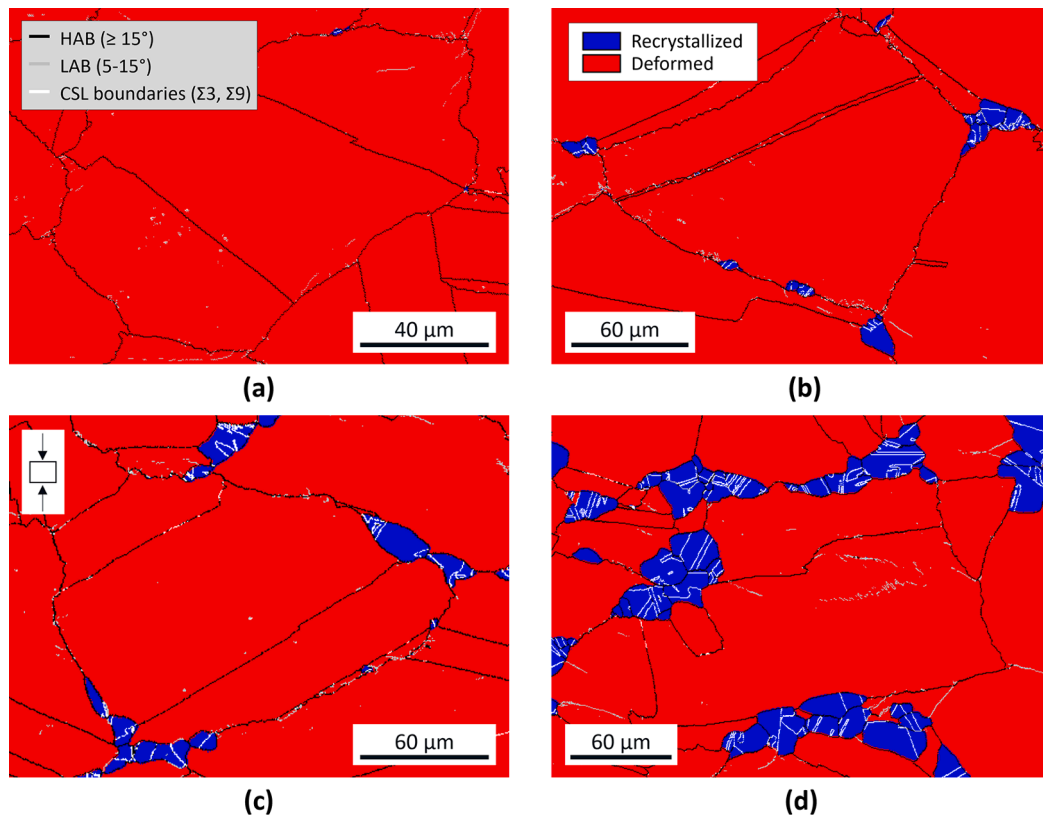 HAB (≥ 15°)
LAB (5-15°)
CSL boundaries (Σ3, Σ9)
40 µm
(a)
Recrystallized
Deformed
60 µm
(b)
60 µm
(c)
60 µm
(d)